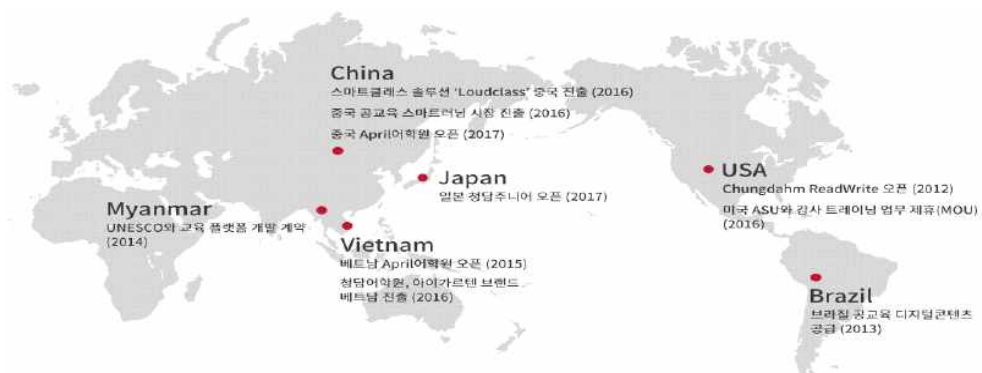 China
스마트클래스 솔루션 'Loudclass' 중국 진출 (2016)
중국 공교육 스마트러닝 시장 진출 (2016)
중국 April어학원 오픈 (2017)
Japan
일본 청담주니어 오픈 (2017)
USA
Chungdahm ReadWrite 오픈 (2012)
미국 ASU와 강사 트레이닝 업무 제휴(MOU)
(2016)
Myanmar
UNESCO와 교육 플랫폼 개발 계약
(2014)
Vietnam
베트남 April어학원 오픈 (2015)
청담어학원, 아이가르텐 브랜드
베트남 진출 (2016)
Brazil
브라질 공교육 디지털콘텐츠
공급 (2013)